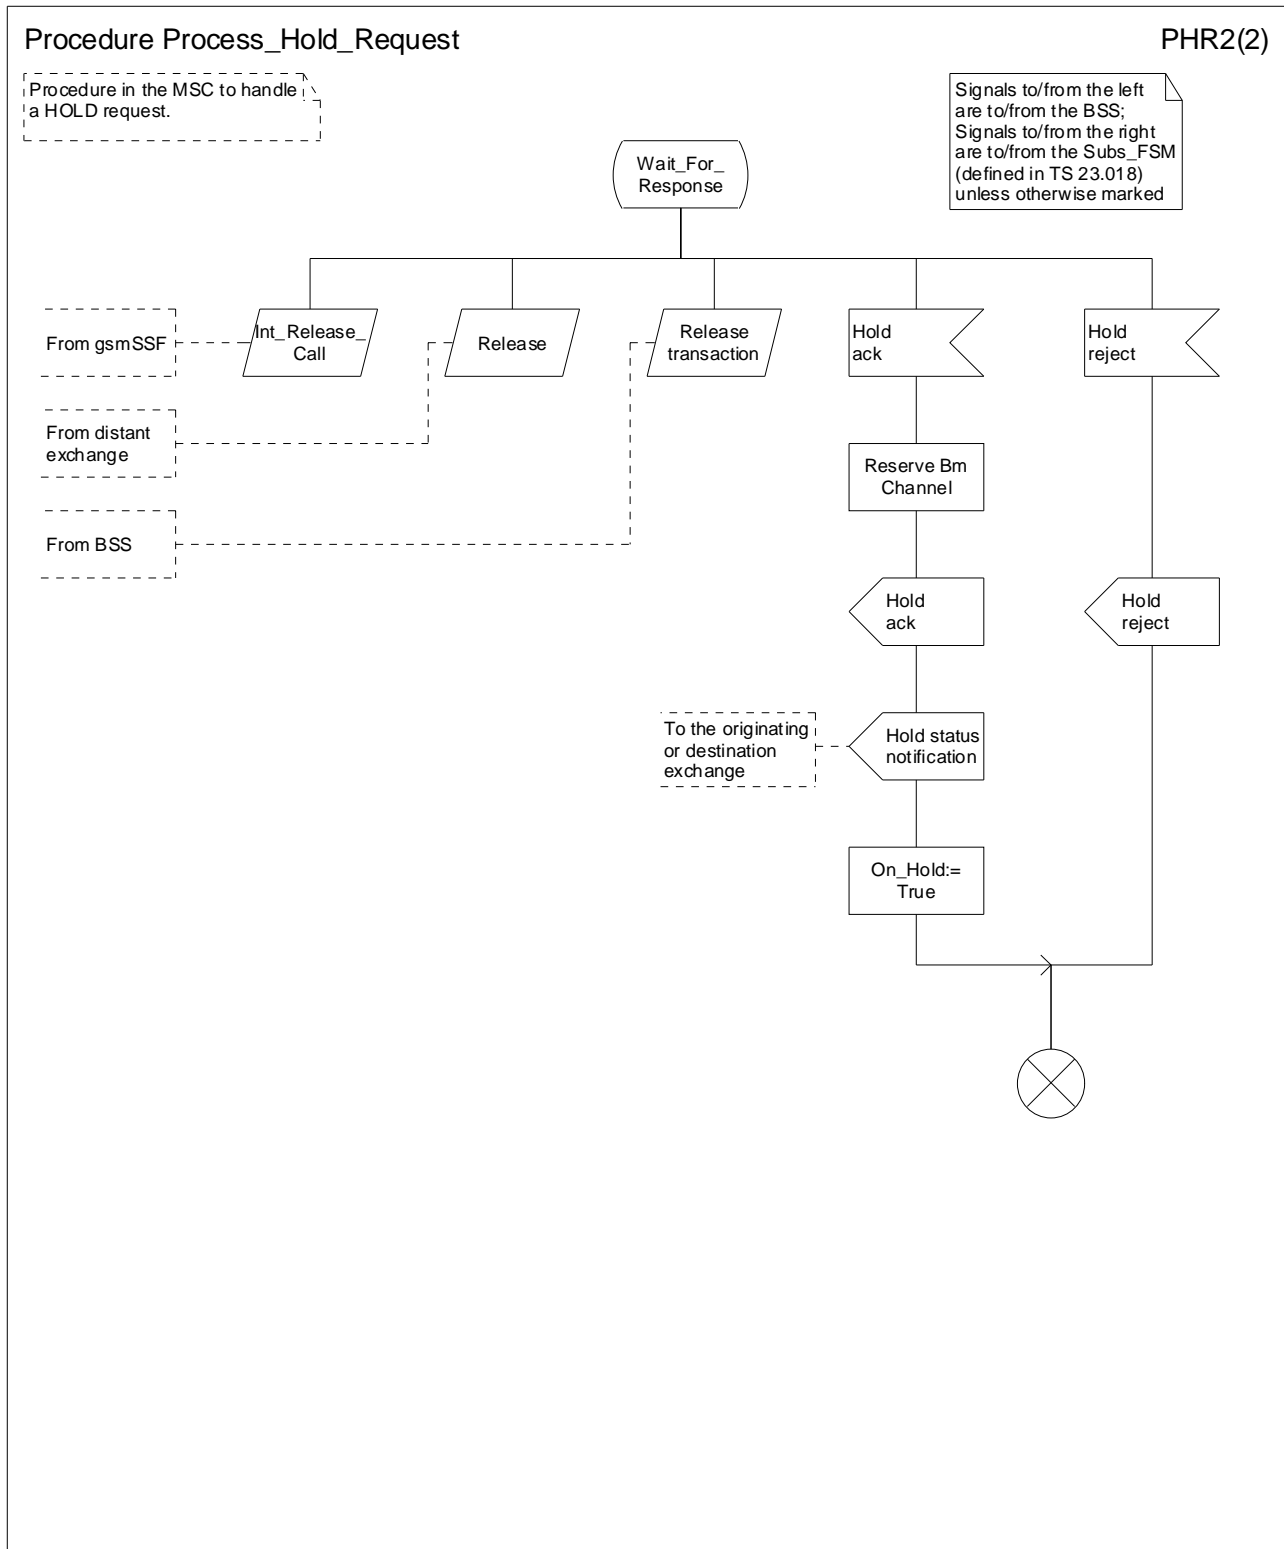 Procedure Process_Hold_Request
PHR2(2)
Procedure in the MSC to handle
a HOLD request.
Signals to/from the left
are to/from the BSS;
Signals to/from the right
are to/from the Subs_FSM
(defined in TS 23.018)
unless otherwise marked
Wait_For_
Response
From gsmSSF
Int_Release_
Call
Release
Release
transaction
Hold
ack
Hold
reject
From distant
exchange
Reserve Bm
Channel
From BSS
Hold
ack
Hold
reject
To the originating
or destination
exchange
Hold status
notification
On_Hold:=
True